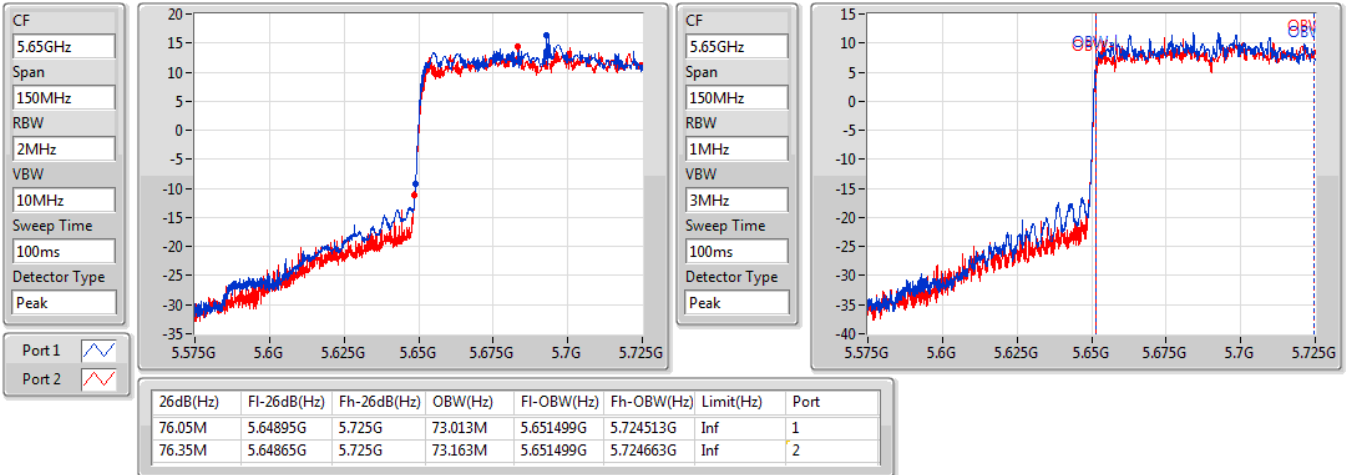 CF
5.65GHz
Span
150MHz
RBW
2MHz
VBW
10MHz
Sweep Time
100ms
Detector Type
Peak
20
15
10
5
0
-5
-10
-15
-20
-25
-30
-35
5.575G 5.6G 5.625G 5.65G 5.675G 5.7G 5.725G
CF
5.65GHz
Span
150MHz
RBW
1MHz
VBW
3MHz
Sweep Time
100ms
Detector Type
Peak
15
10
5
0
-5
-10
-15
-20
-25
-30
-35
-40
5.575G 5.6G 5.625G 5.65G 5.675G 5.7G 5.725G
OBW
Port 1
Port 2
26dB(Hz) Fl-26dB(Hz) Fh-26dB(Hz) OBW(Hz) Fl-OBW(Hz) Fh-OBW(Hz) Limit(Hz) Port
76.05M 5.64895G 5.725G 73.013M 5.651499G 5.724513G Inf 1
76.35M 5.64865G 5.725G 73.163M 5.651499G 5.724663G Inf 2